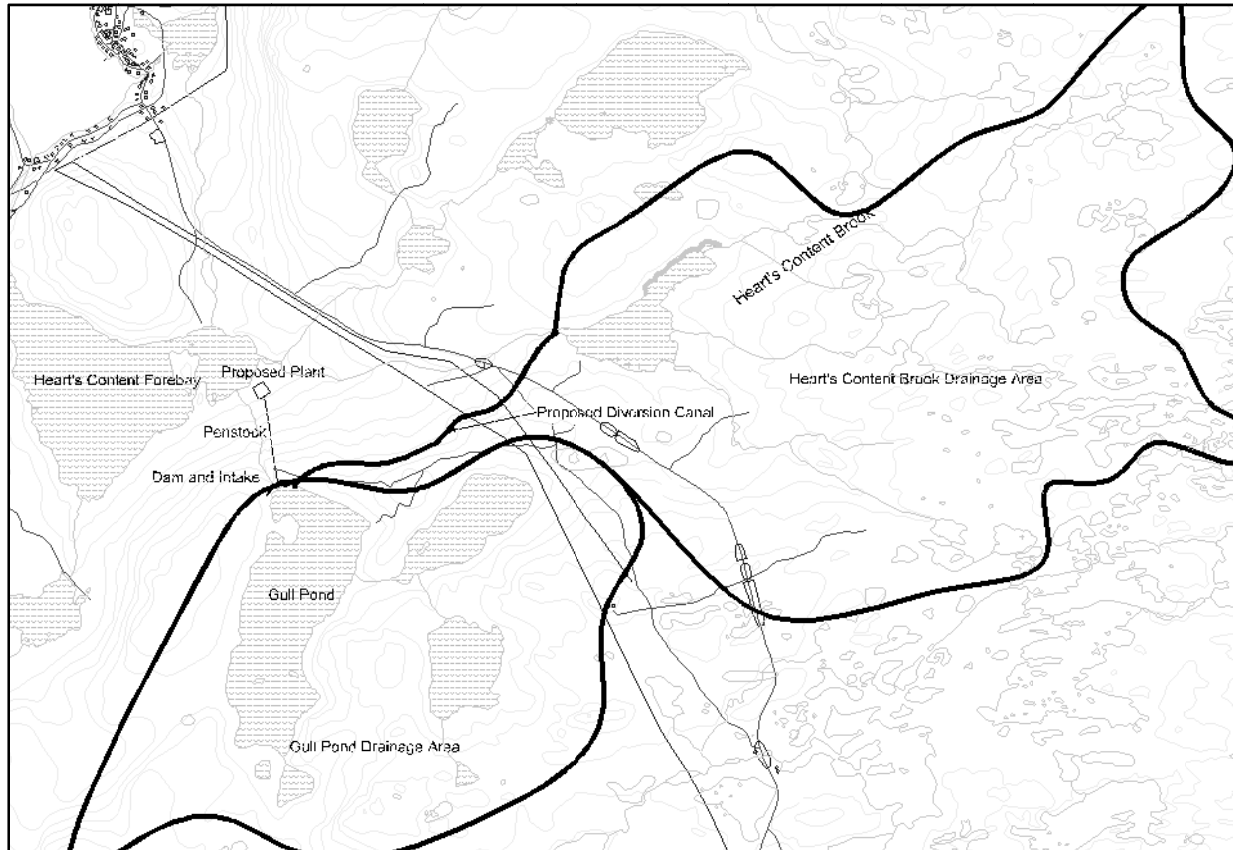 Heart's Content Brook
Heart's Content Forebay
Proposed Plant
Heart's Content Brook Drainage Area
Proposed Diversion Canal
Penstock
Dam and Intake
Gull Pond
Gull Pond Drainage Area